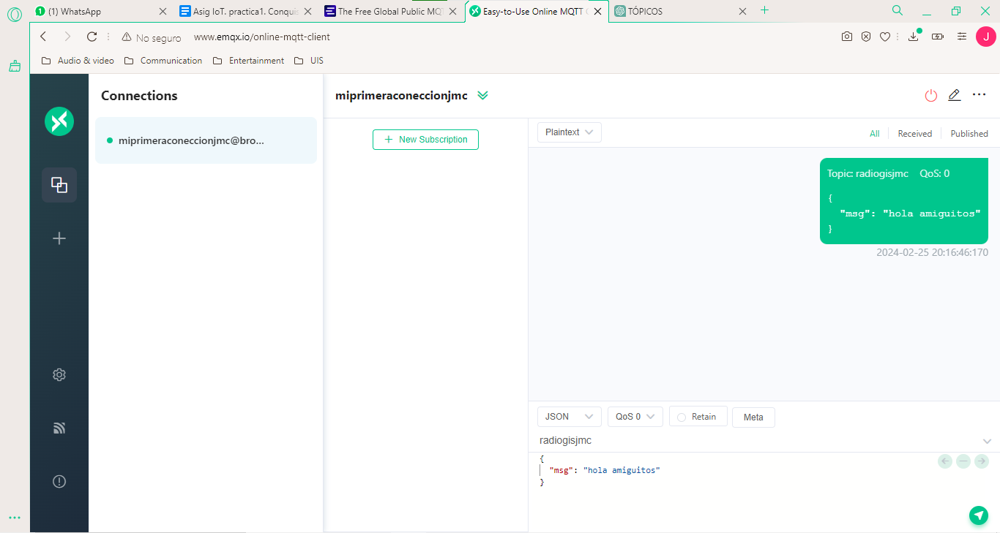 (1) WhatsApp
Asig IoT. practica1. Conquis
The Free Global Public MQT
Easy-to-Use Online MQTT C
TÓPICOS
No seguro
www.emqx.io/online-mqtt-client
J
Audio & video
Communication
Entertainment
UIS
Connections
miprimeraconeccionjmc@bro...
miprimeraconeccionjmc
New Subscription
Plaintext
All
Received
Published
Topic: radiogisjmc QoS: 0
{
"msg": "hola amiguitos"
}
2024-02-25 20:16:46:170
JSON
QoS 0
Retain
Meta
radiogisjmc
{
"msg": "hola amiguitos"
}